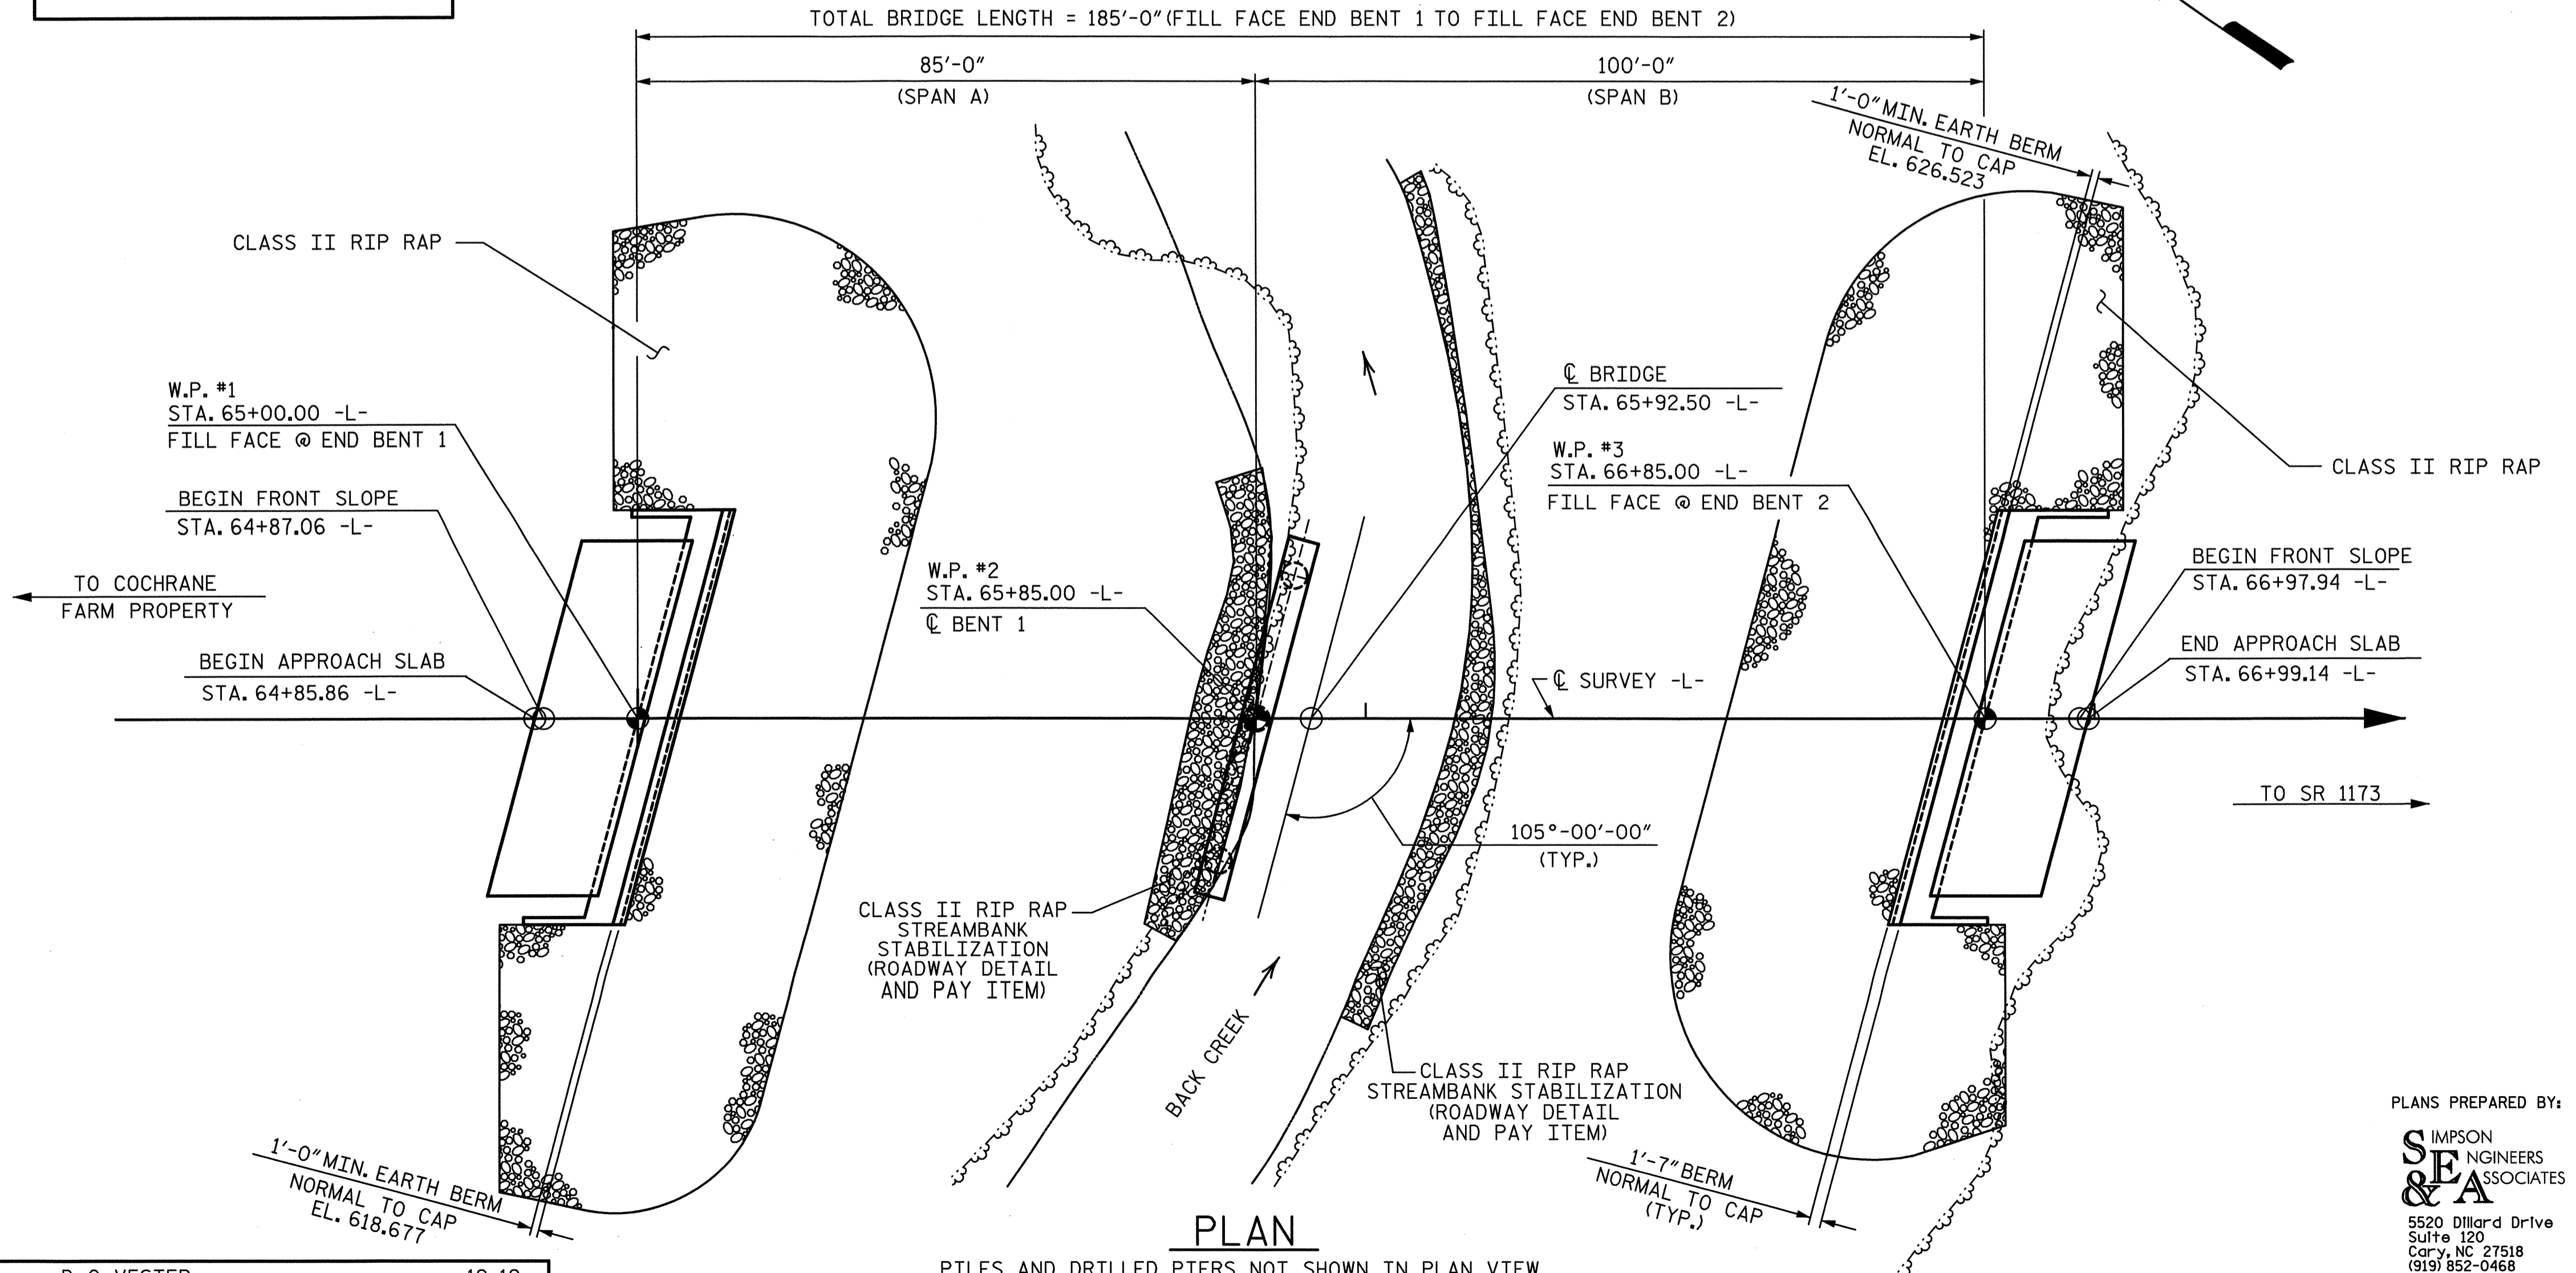 TOTAL BRIDGE LENGTH = 185'-0" (FILL FACE END BENT 1 TO FILL FACE END BENT 2)
85'-0"
(SPAN A)
100'-0"
(SPAN B)
1'-0" MIN. EARTH BERM
NORMAL TO CAP
EL. 626.523
CLASS II RIP RAP
W.P. #1
STA. 65+00.00 -L-
FILL FACE @ END BENT 1
BEGIN FRONT SLOPE
STA. 64+87.06 -L-
TO COCHRANE
FARM PROPERTY
BEGIN APPROACH SLAB
STA. 64+85.86 -L-
W.P. #2
STA. 65+85.00 -L-
℄ BENT 1
℄ BRIDGE
STA. 65+92.50 -L-
W.P. #3
STA. 66+85.00 -L-
FILL FACE @ END BENT 2
CLASS II RIP RAP
BEGIN FRONT SLOPE
STA. 66+97.94 -L-
END APPROACH SLAB
STA. 66+99.14 -L-
℄ SURVEY -L-
TO SR 1173
105°-00'-00"
(TYP.)
CLASS II RIP RAP
STREAMBANK
STABILIZATION
(ROADWAY DETAIL
AND PAY ITEM)
BACK CREEK
CLASS II RIP RAP
STREAMBANK STABILIZATION
(ROADWAY DETAIL
AND PAY ITEM)
1'-0" MIN. EARTH BERM
NORMAL TO CAP
EL. 618.677
1'-7" BERM
NORMAL TO CAP
(TYP.)
PLAN
PILES AND DRILLED PIERS NOT SHOWN IN PLAN VIEW
PLANS PREPARED BY:
SIMPSON
ENGINEERS
& ASSOCIATES
5520 Dillard Drive
Suite 120
Cary, NC 27518
(919) 852-0468